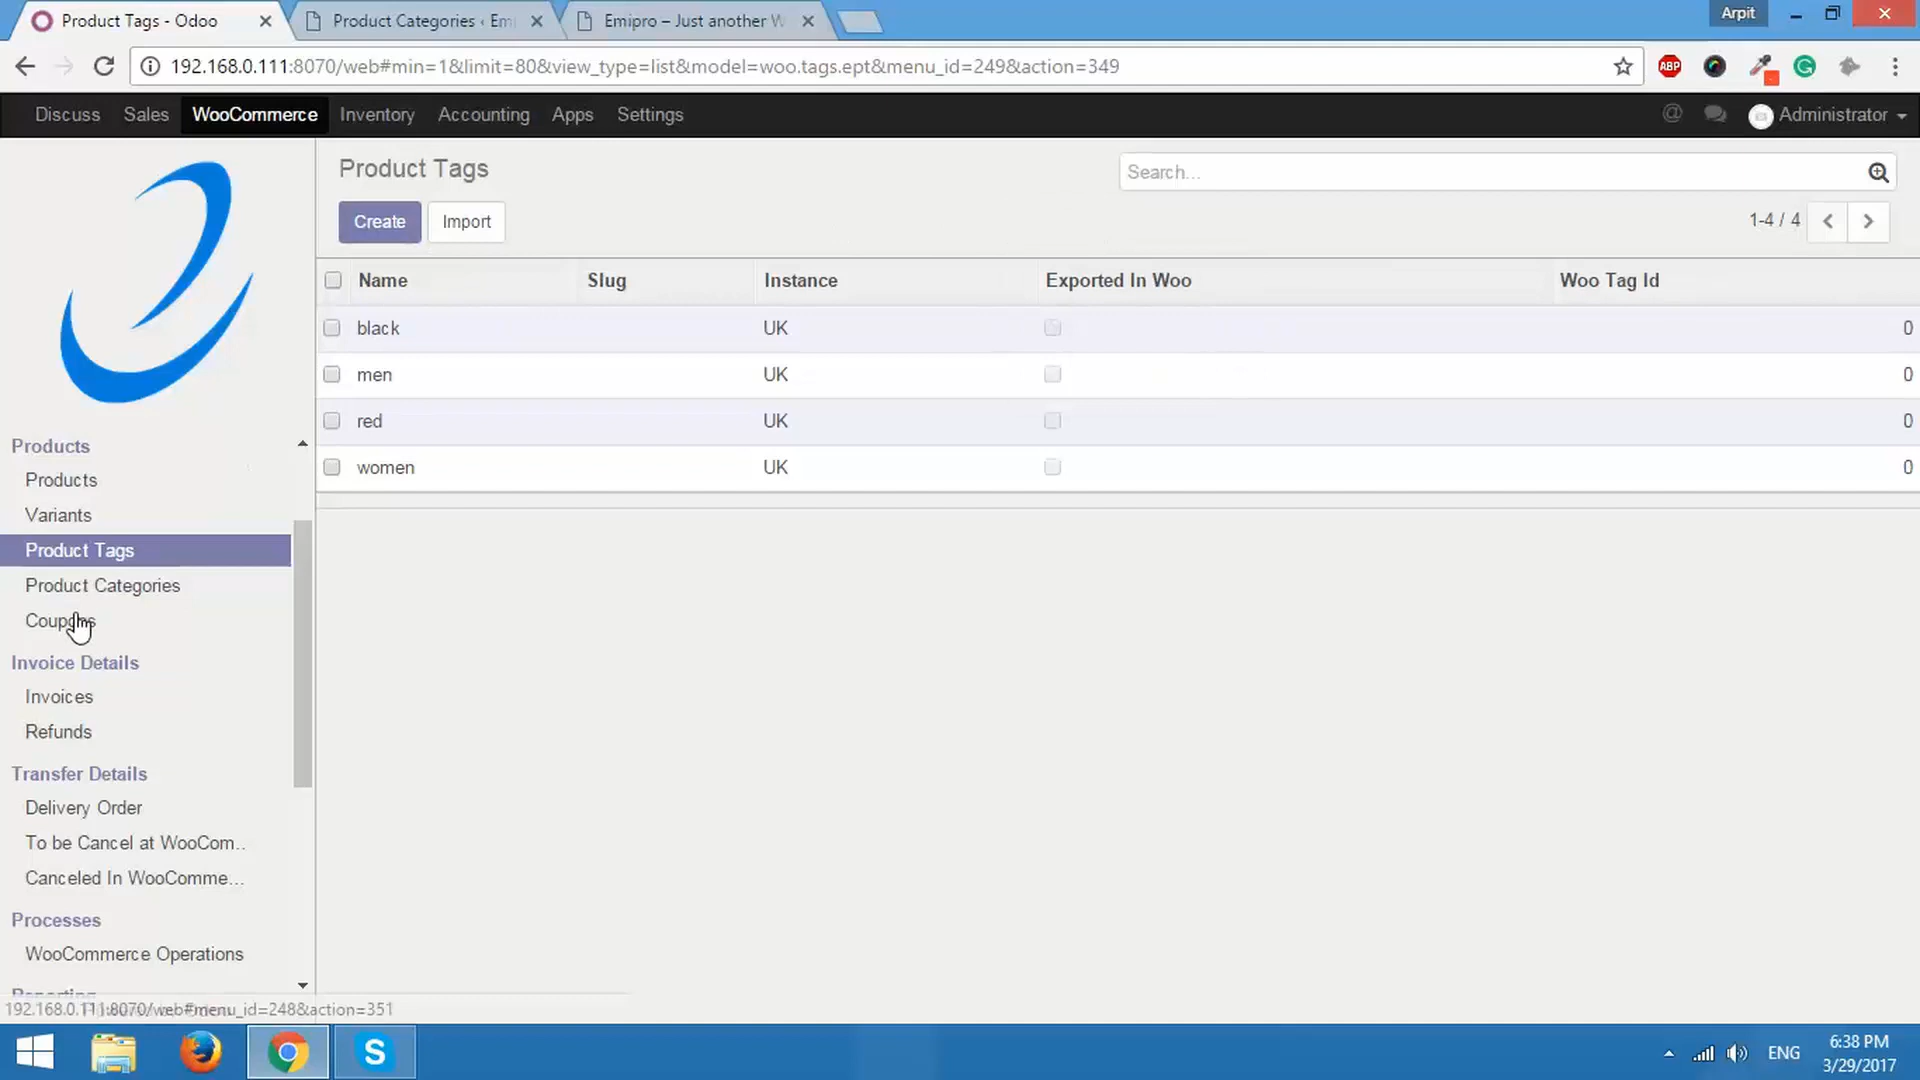 Product Tags - Odoo
Product Categories ‹ Em
Emipro – Just another W
Arpit
192.168.0.111:8070/web#min=1&limit=80&view_type=list&model=woo.tags.ept&menu_id=249&action=349
ABP
Discuss
Sales
WooCommerce
Inventory
Accounting
Apps
Settings
@
Administrator
Product Tags
Search...
Create
Import
1-4 / 4
Name
Slug
Instance
Exported In Woo
Woo Tag Id
black
UK
0
men
UK
0
red
UK
0
women
UK
0
Products
Products
Variants
Product Tags
Product Categories
Coupons
Invoice Details
Invoices
Refunds
Transfer Details
Delivery Order
To be Cancel at WooCom..
Canceled In WooComme...
Processes
WooCommerce Operations
Reporting
192.168.0.111:8070/web#menu_id=248&action=351
ENG
6:38 PM
3/29/2017